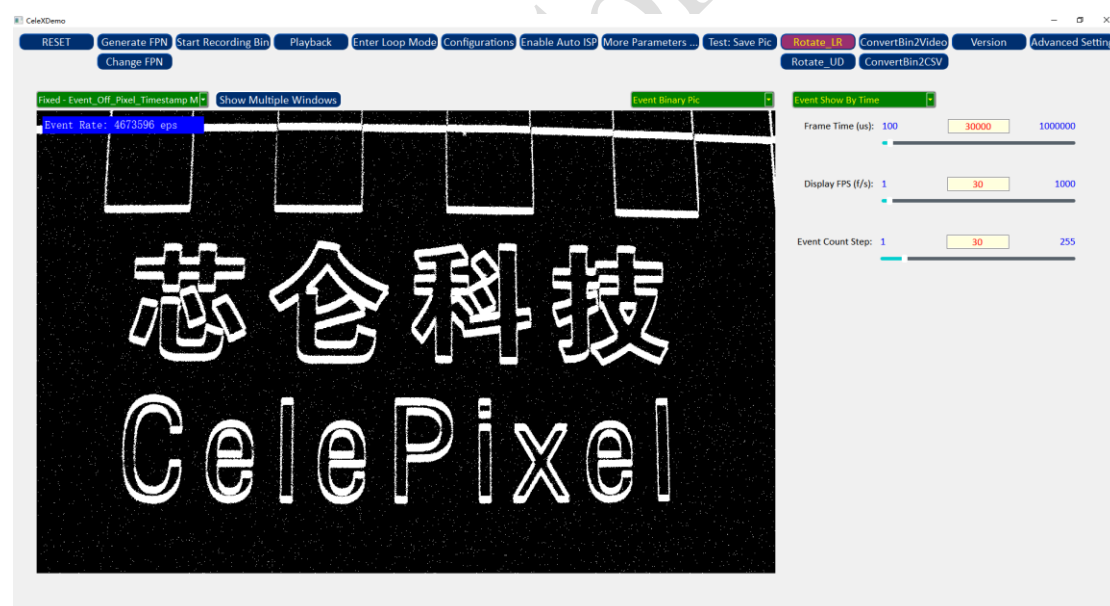 CeleXDemo
RESET Generate FPN Start Recording Bin Playback Enter Loop Mode Configurations Enable Auto ISP More Parameters ... Test: Save Pic Rotate_LR ConvertBin2Video Version Advanced Setting
Change FPN Rotate_UD ConvertBin2CSV
Fixed - Event_Off_Pixel_Timestamp M Show Multiple Windows Event Binary Pic Event Show By Time
Event Rate: 4673596 eps
Frame Time (us): 100 30000 1000000
Display FPS (f/s): 1 30 1000
Event Count Step: 1 30 255
芯仑科技
CelePixel